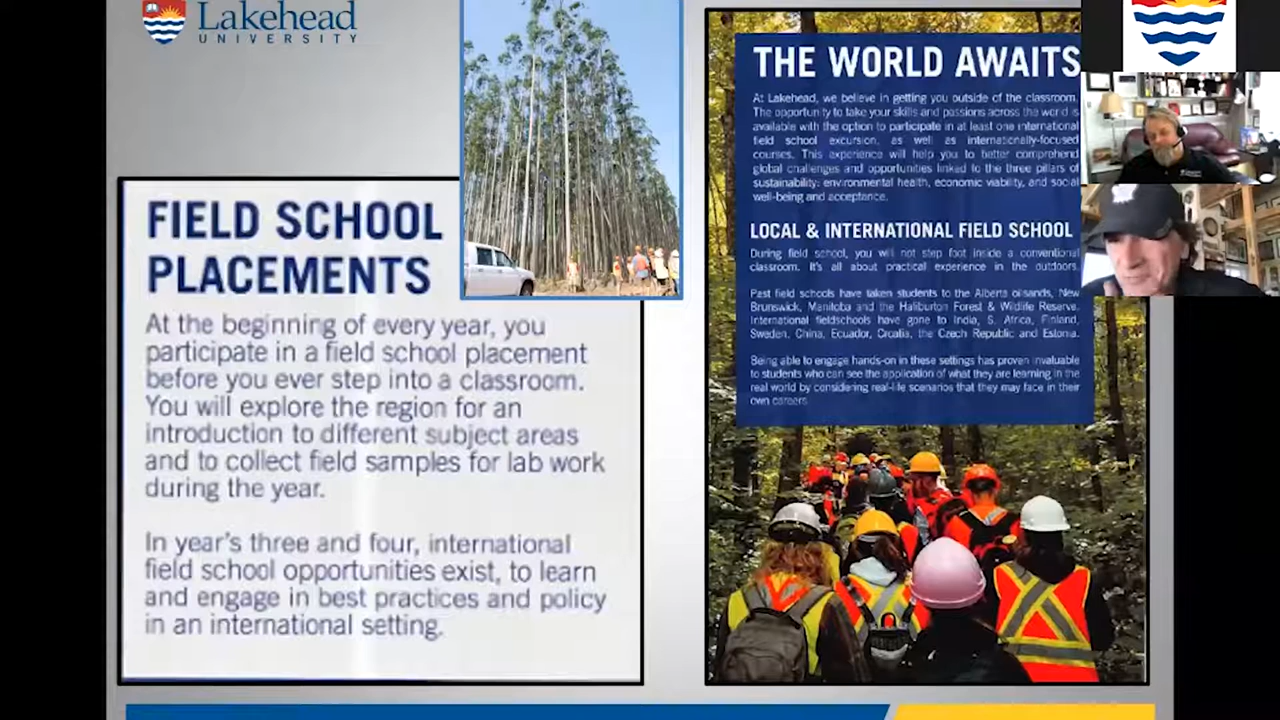 Lakehead
UNIVERSITY
FIELD SCHOOL
PLACEMENTS
At the beginning of every year, you
participate in a field school placement
before you ever step into a classroom.
You will explore the region for an
introduction to different subject areas
and to collect field samples for lab work
during the year.
In year's three and four, international
field school opportunities exist, to learn
and engage in best practices and policy
in an international setting.
THE WORLD AWAITS
At Lakehead, we believe in getting you outside of the classroom.
The opportunity to take your skills and passions across the world is
available with the option to participate in at least one international
field school excursion, as well as internationally-focused
courses. This experience will help you to better comprehend
global challenges and opportunities linked to the three pillars of
sustainability: environmental health, economic viability, and social
well-being and acceptance.
LOCAL & INTERNATIONAL FIELD SCHOOL
During field school, you will not step foot inside a conventional
classroom. It's all about practical experience in the outdoors.
Past field schools have taken students to the Alberta oilsands, New
Brunswick, Manitoba and the Haliburton Forest & Wildlife Reserve.
International fieldschools have gone to India, S. Africa, Finland,
Sweden, China, Ecuador, Croatia, the Czech Republic and Estonia.
Being able to engage hands-on in these settings has proven invaluable
to students who can see the application of what they are learning in the
real world by considering real-life scenarios that they may face in their
own careers.